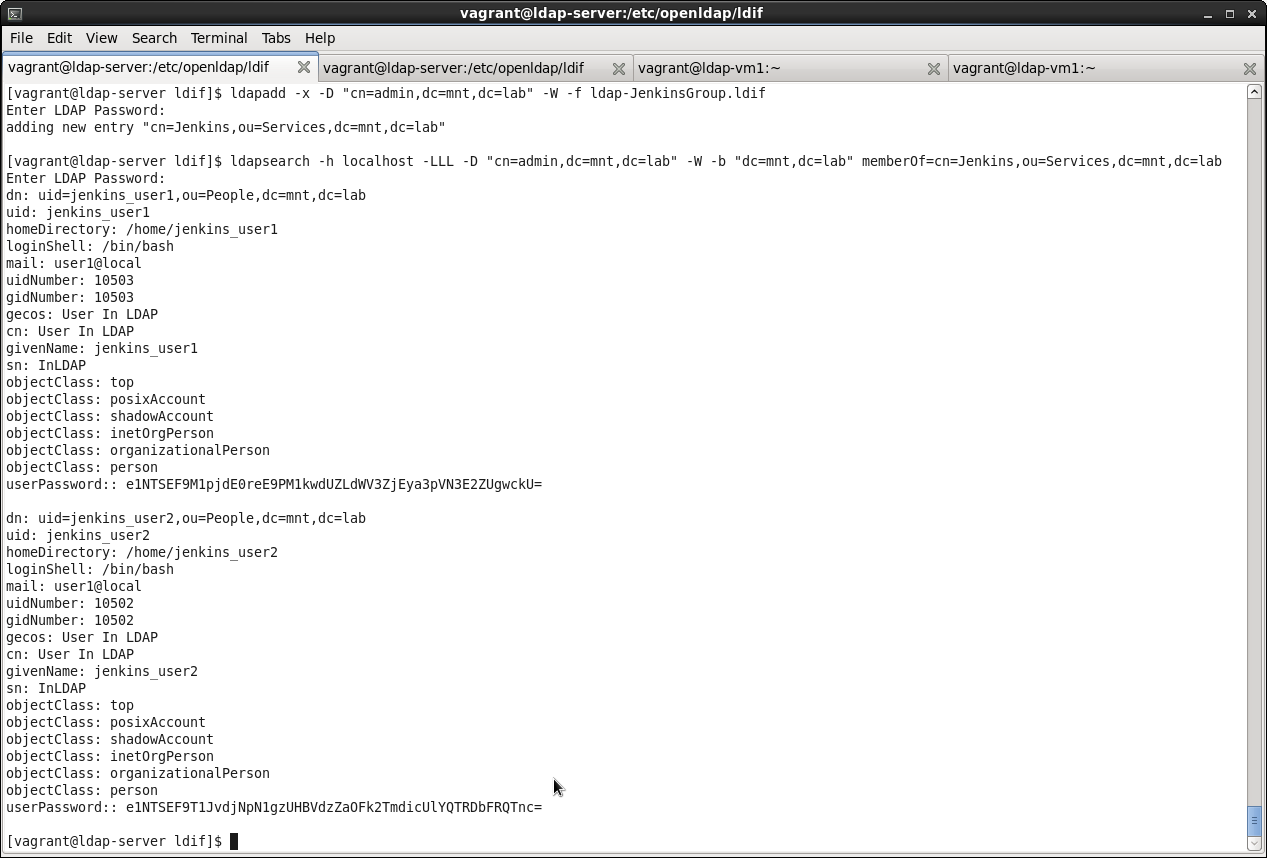 vagrant@ldap-server:/etc/openldap/ldif
File Edit View Search Terminal Tabs Help
vagrant@ldap-server:/etc/openldap/ldif vagrant@ldap-server:/etc/openldap/ldif vagrant@ldap-vm1:~ vagrant@ldap-vm1:~
[vagrant@ldap-server ldif]$ ldapadd -x -D "cn=admin,dc=mnt,dc=lab" -W -f ldap-JenkinsGroup.ldif
Enter LDAP Password:
adding new entry "cn=Jenkins,ou=Services,dc=mnt,dc=lab"

[vagrant@ldap-server ldif]$ ldapsearch -h localhost -LLL -D "cn=admin,dc=mnt,dc=lab" -W -b "dc=mnt,dc=lab" memberOf=cn=Jenkins,ou=Services,dc=mnt,dc=lab
Enter LDAP Password:
dn: uid=jenkins_user1,ou=People,dc=mnt,dc=lab
uid: jenkins_user1
homeDirectory: /home/jenkins_user1
loginShell: /bin/bash
mail: user1@local
uidNumber: 10503
gidNumber: 10503
gecos: User In LDAP
cn: User In LDAP
givenName: jenkins_user1
sn: InLDAP
objectClass: top
objectClass: posixAccount
objectClass: shadowAccount
objectClass: inetOrgPerson
objectClass: organizationalPerson
objectClass: person
userPassword:: e1NTSEF9M1pjdE0reE9PM1kwdUZLdWV3ZjEya3pVN3E2ZUgwckU=

dn: uid=jenkins_user2,ou=People,dc=mnt,dc=lab
uid: jenkins_user2
homeDirectory: /home/jenkins_user2
loginShell: /bin/bash
mail: user1@local
uidNumber: 10502
gidNumber: 10502
gecos: User In LDAP
cn: User In LDAP
givenName: jenkins_user2
sn: InLDAP
objectClass: top
objectClass: posixAccount
objectClass: shadowAccount
objectClass: inetOrgPerson
objectClass: organizationalPerson
objectClass: person
userPassword:: e1NTSEF9T1JvdjNpN1gzUHBVdzZaOFk2TmdicUlYQTRDbFRQTnc=

[vagrant@ldap-server ldif]$